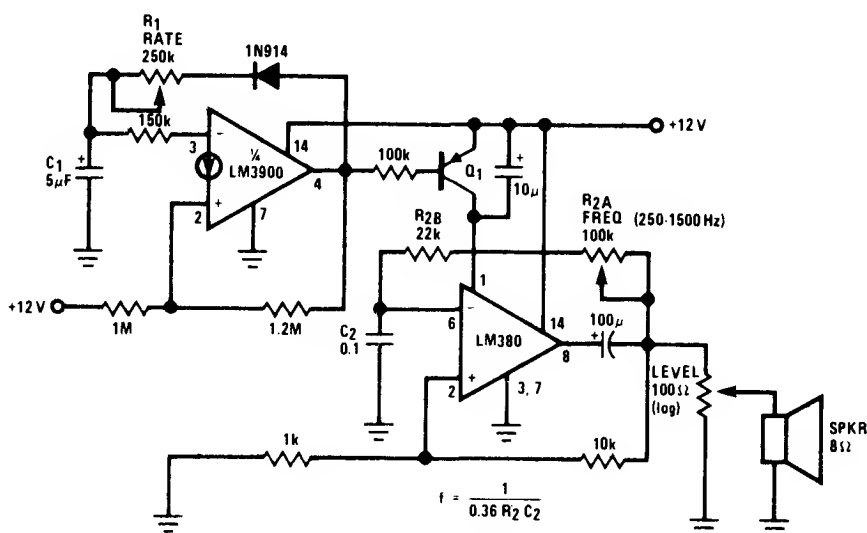 R1
RATE
250k
1N914
150k
C1
5µF
+
3
−
14
¼
LM3900
4
+
2
7
100k
Q1
+
10µ
+12 V
R2A
FREQ (250-1500 Hz)
100k
R2B
22k
1
+12 V
1M
1.2M
C2
0.1
−
6
LM380
14
8
+
2
3, 7
100µ
+
LEVEL
100Ω
(log)
SPKR
8Ω
1k
10k
f = 1 / 0.36 R2 C2